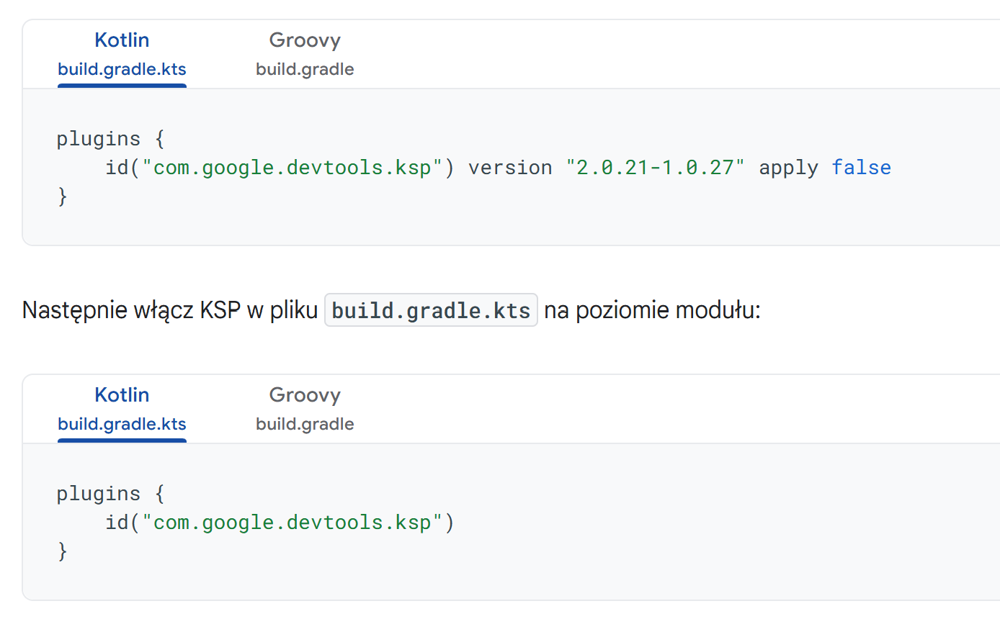 Kotlin Groovy
build.gradle.kts build.gradle
plugins {
    id("com.google.devtools.ksp") version "2.0.21-1.0.27" apply false
}
Następnie włącz KSP w pliku build.gradle.kts na poziomie modułu:
Kotlin Groovy
build.gradle.kts build.gradle
plugins {
    id("com.google.devtools.ksp")
}